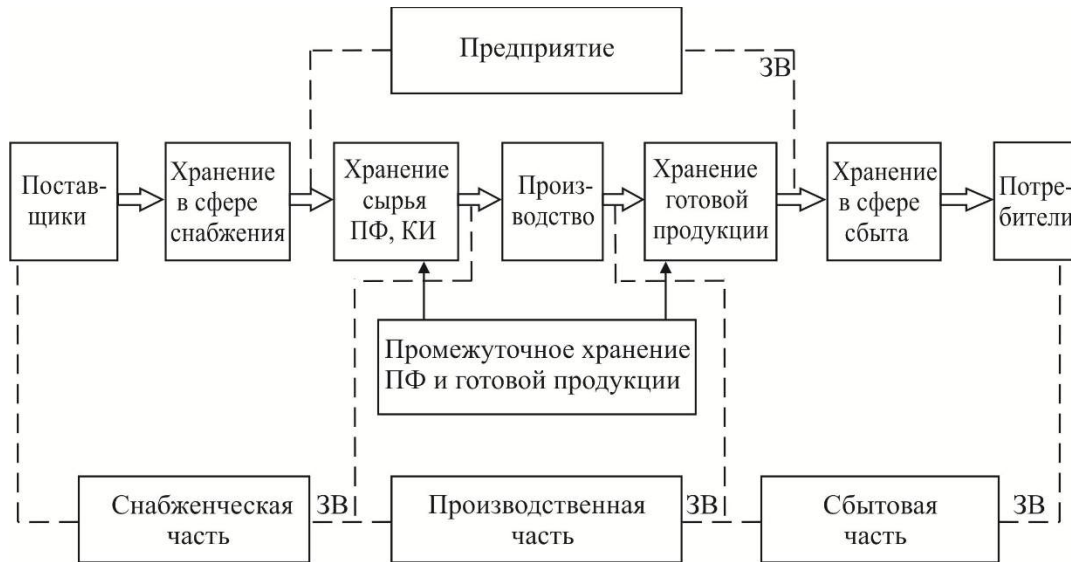 Предприятие
ЗВ
Постав-
щики
Хранение
в сфере
снабжения
Хранение
сырья
ПФ, КИ
Произ-
водство
Хранение
готовой
продукции
Хранение
в сфере
сбыта
Потре-
бители
Промежуточное хранение
ПФ и готовой продукции
Снабженческая
часть
ЗВ
Производственная
часть
ЗВ
Сбытовая
часть
ЗВ